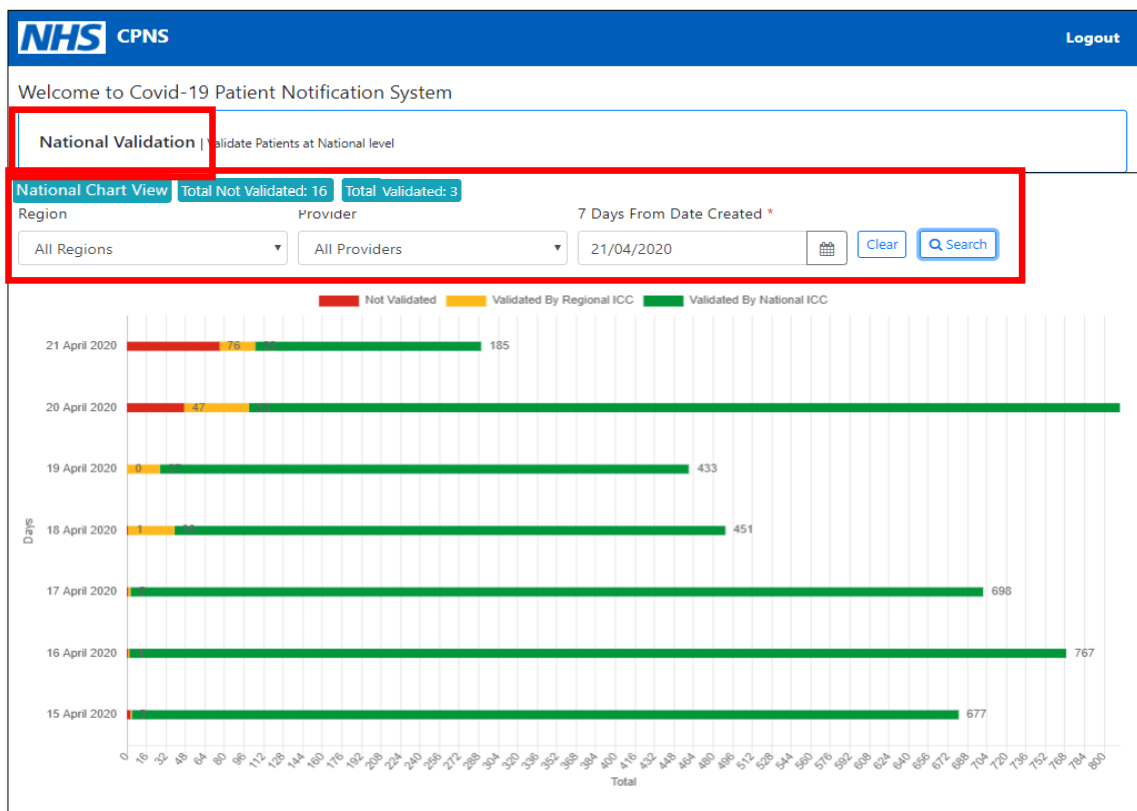 NHS CPNS Logout
Welcome to Covid-19 Patient Notification System
National Validation | Validate Patients at National level
National Chart View Total Not Validated: 16 Total Validated: 3
Region Provider 7 Days From Date Created *
All Regions All Providers 21/04/2020 Clear Search
Not Validated Validated By Regional ICC Validated By National ICC
21 April 2020 76 185
20 April 2020 47
19 April 2020 0 433
18 April 2020 1 451
Days
17 April 2020 698
16 April 2020 767
15 April 2020 677
0 16 32 48 64 80 96 112 128 144 160 176 192 208 224 240 256 272 288 304 320 336 352 368 384 400 416 432 448 464 480 496 512 528 544 560 576 592 608 624 640 656 672 688 704 720 736 752 768 784 800
Total